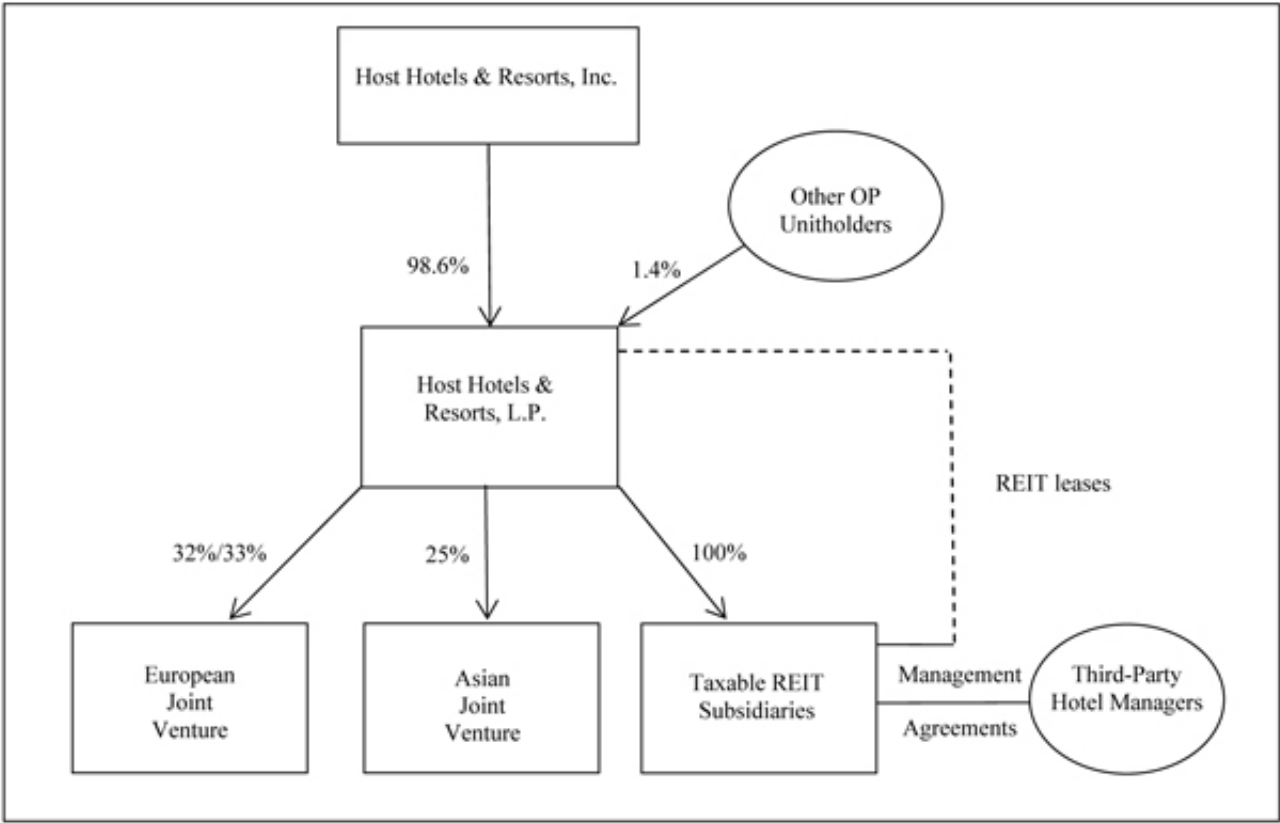 Host Hotels & Resorts, Inc.
Other OP
Unitholders
98.6%
1.4%
Host Hotels &
Resorts, L.P.
REIT leases
32%/33%
25%
100%
European
Joint
Venture
Asian
Joint
Venture
Taxable REIT
Subsidiaries
Management
Agreements
Third-Party
Hotel Managers